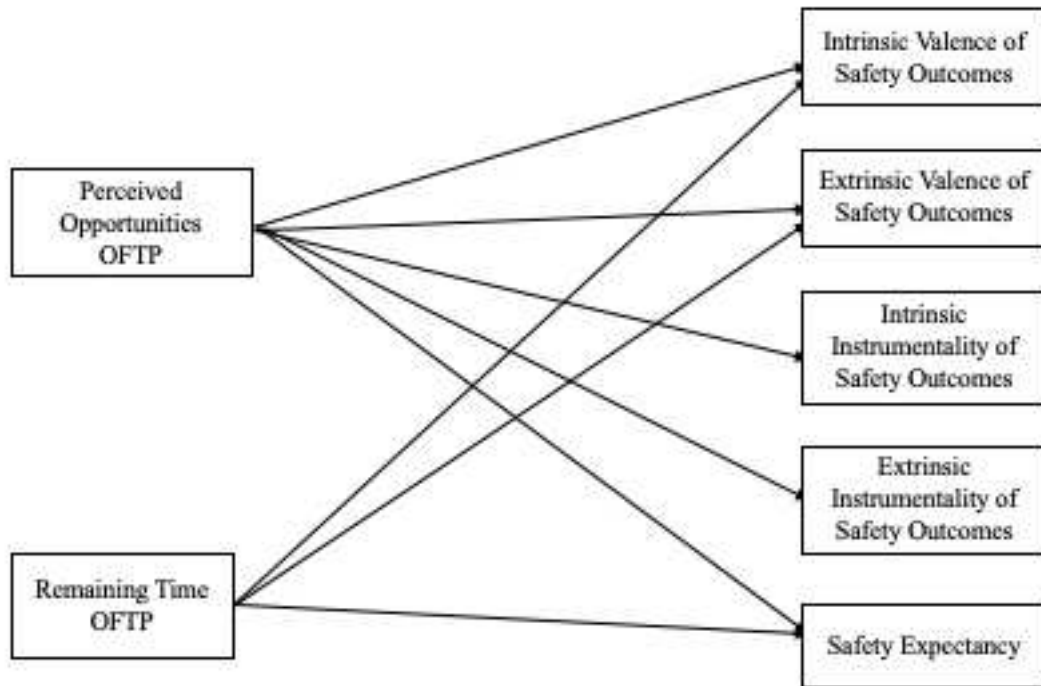 Intrinsic Valence of
Safety Outcomes
Perceived
Opportunities
OFTP
Extrinsic Valence of
Safety Outcomes
Intrinsic
Instrumentality of
Safety Outcomes
Extrinsic
Instrumentality of
Safety Outcomes
Remaining Time
OFTP
Safety Expectancy